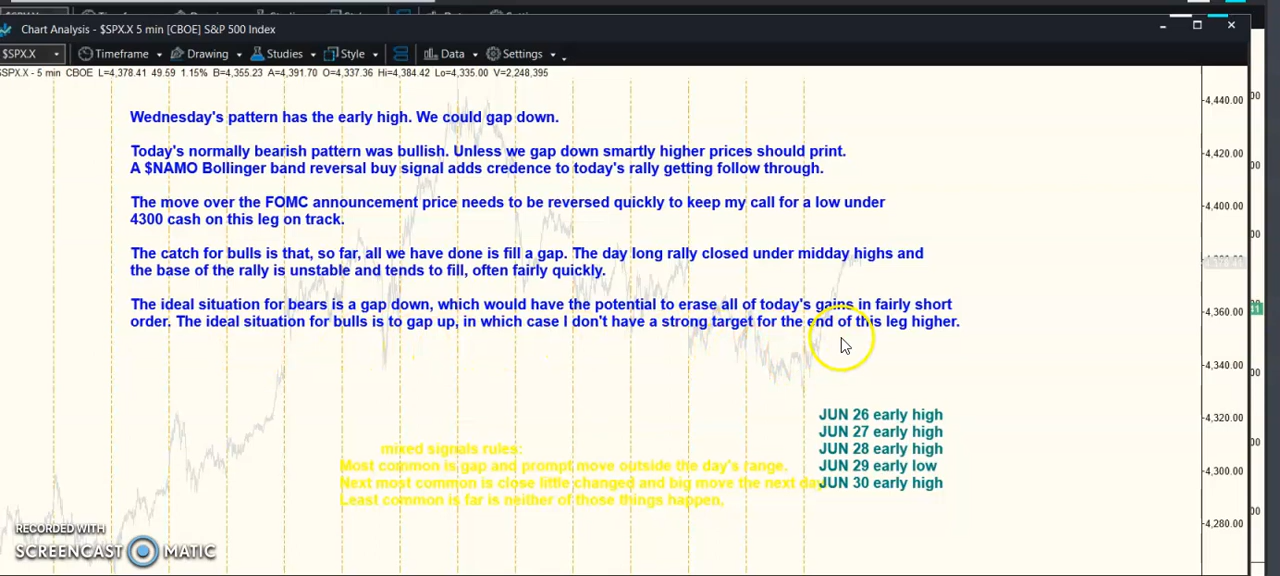 Chart Analysis - $SPX.X 5 min [CBOE] S&P 500 Index
$SPX.X Timeframe Drawing Studies Style Data Settings
$SPX.X - 5 min CBOE L=4,378.41 49.59 1.15% B=4,355.23 A=4,391.70 O=4,337.36 Hi=4,384.42 Lo=4,335.00 V=2,248,395
Wednesday's pattern has the early high. We could gap down.
Today's normally bearish pattern was bullish. Unless we gap down smartly higher prices should print.
A $NAMO Bollinger band reversal buy signal adds credence to today's rally getting follow through.
The move over the FOMC announcement price needs to be reversed quickly to keep my call for a low under
4300 cash on this leg on track.
The catch for bulls is that, so far, all we have done is fill a gap. The day long rally closed under midday highs and
the base of the rally is unstable and tends to fill, often fairly quickly.
The ideal situation for bears is a gap down, which would have the potential to erase all of today's gains in fairly short
order. The ideal situation for bulls is to gap up, in which case I don't have a strong target for the end of this leg higher.
JUN 26 early high
JUN 27 early high
JUN 28 early high
JUN 29 early low
JUN 30 early high
mixed signals rules:
Most common is gap and prompt move outside the day's range.
Next most common is close little changed and big move the next day
Least common is far is neither of those things happen.
4,440.00
4,420.00
4,400.00
4,360.00
4,340.00
4,320.00
4,300.00
4,280.00
RECORDED WITH
SCREENCAST MATIC